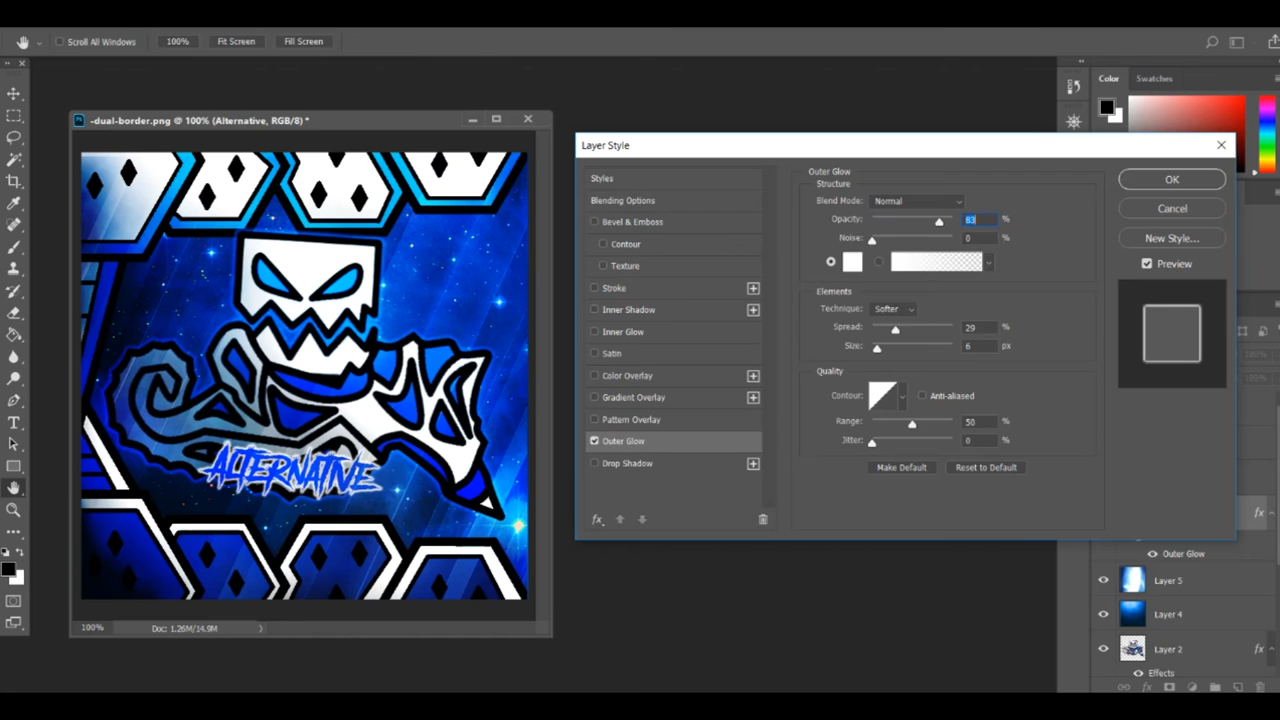 Scroll All Windows 100% Fit Screen Fill Screen
Color Swatches
-dual-border.png @ 100% (Alternative, RGB/8) *
ALTERNATIVE
100% Doc: 1.26M/14.9M
Layer Style
Styles
Blending Options
Bevel & Emboss
Contour
Texture
Stroke
Inner Shadow
Inner Glow
Satin
Color Overlay
Gradient Overlay
Pattern Overlay
Outer Glow
Drop Shadow
fx
Outer Glow
Structure
Blend Mode: Normal
Opacity: 83 %
Noise: 0 %
Elements
Technique: Softer
Spread: 29 %
Size: 6 px
Quality
Contour: Anti-aliased
Range: 50 %
Jitter: 0 %
Make Default Reset to Default
OK
Cancel
New Style...
Preview
fx
Outer Glow
Layer 5
Layer 4
Layer 2 fx
Effects
fx